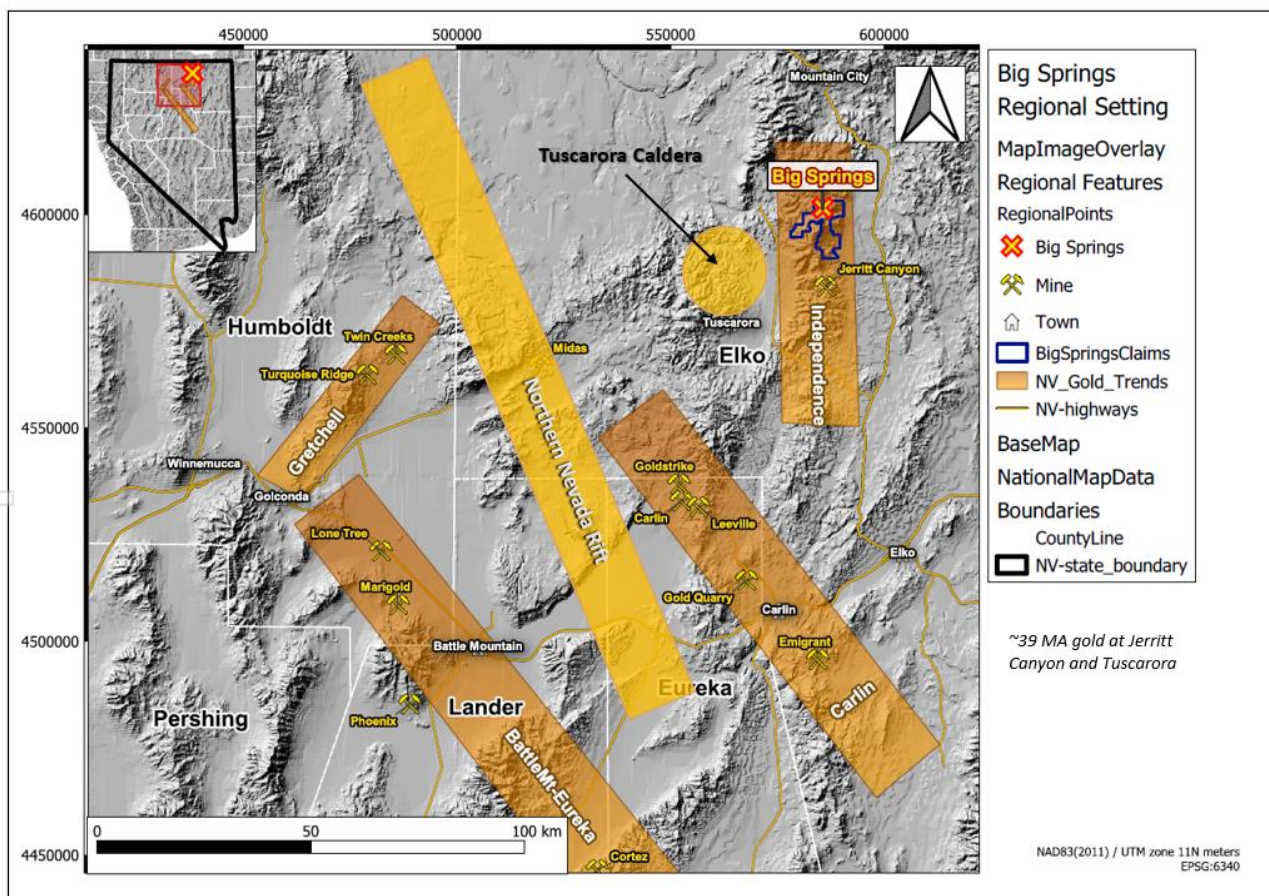 450000
500000
550000
600000
Mountain City
Tuscarora Caldera
Big Springs
4600000
Jerritt Canyon
Humboldt
Twin Creeks
Tuscarora
Independence
Midas
Elko
Turquoise Ridge
Northern Nevada Rift
4550000
Gretchell
Winnemucca
Golconda
Goldstrike
Carlin
Leeville
Lone Tree
Elko
Marigold
Gold Quarry
Carlin
4500000
Battle Mountain
Emigrant
Eureka
Carlin
Lander
Pershing
Phoenix
BattleMt-Eureka
0
50
100 km
Cortez
4450000
Big Springs
Regional Setting
MapImageOverlay
Regional Features
RegionalPoints
Big Springs
Mine
Town
BigSpringsClaims
NV_Gold_Trends
NV-highways
BaseMap
NationalMapData
Boundaries
CountyLine
NV-state_boundary
~39 MA gold at Jerritt
Canyon and Tuscarora
NAD83(2011) / UTM zone 11N meters
EPSG:6340